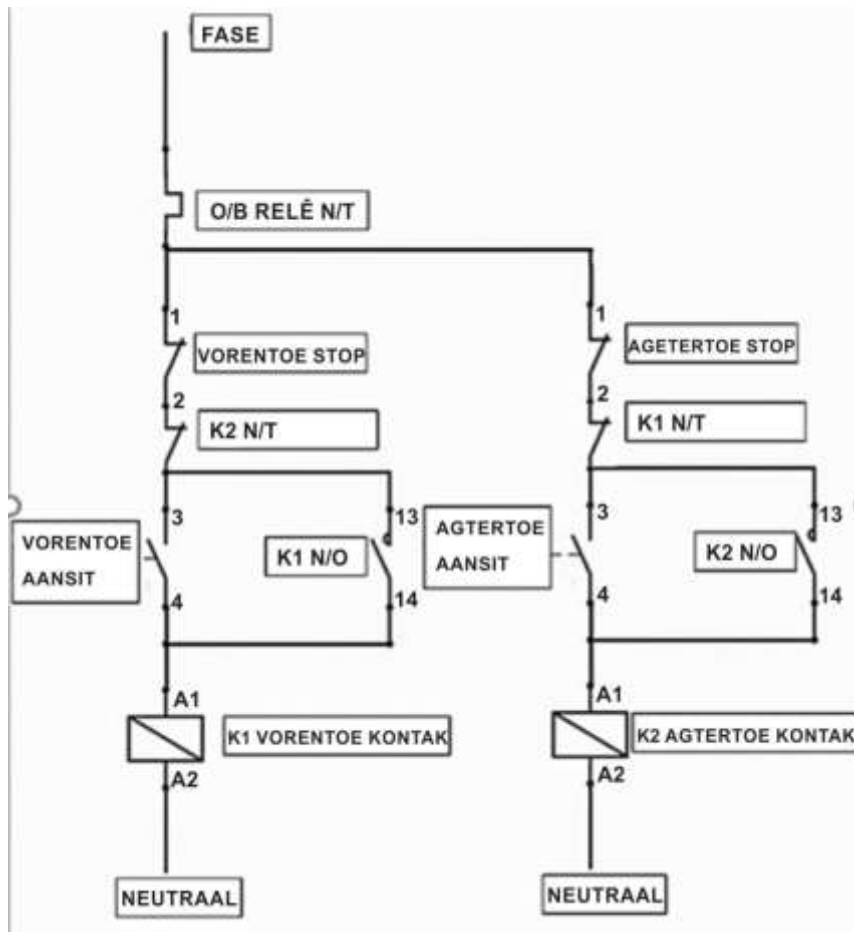 FASE
O/B RELÊ N/T
1
1
VORENTOE STOP
AGETERTOE STOP
2
2
K2 N/T
K1 N/T
3
13
3
13
VORENTOE
AANSIT
K1 N/O
AGTERTOE
AANSIT
K2 N/O
4
14
4
14
A1
A1
K1 VORENTOE KONTAK
K2 AGTERTOE KONTAK
A2
A2
NEUTRAAL
NEUTRAAL